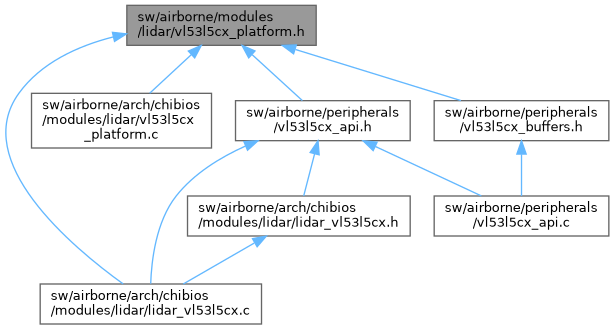 sw/airborne/modules
/lidar/vl53l5cx_platform.h
sw/airborne/arch/chibios
/modules/lidar/vl53l5cx
_platform.c
sw/airborne/peripherals
/vl53l5cx_api.h
sw/airborne/peripherals
/vl53l5cx_buffers.h
sw/airborne/arch/chibios
/modules/lidar/lidar_vl53l5cx.h
sw/airborne/peripherals
/vl53l5cx_api.c
sw/airborne/arch/chibios
/modules/lidar/lidar_vl53l5cx.c